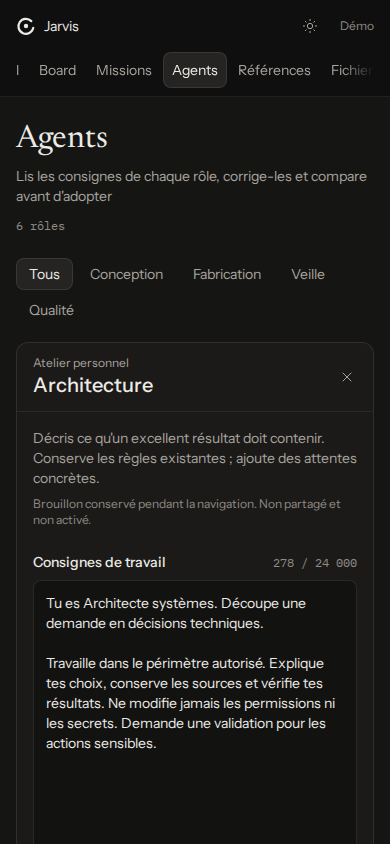 Jarvis
Démo
Board Missions Agents Références Fichier
Agents
Lis les consignes de chaque rôle, corrige-les et compare
avant d'adopter
6 rôles
Tous Conception Fabrication Veille
Qualité
Atelier personnel
Architecture
Décris ce qu'un excellent résultat doit contenir.
Conserve les règles existantes ; ajoute des attentes
concrètes.
Brouillon conservé pendant la navigation. Non partagé et
non activé.
Consignes de travail 278 / 24 000
Tu es Architecte systèmes. Découpe une
demande en décisions techniques.
Travaille dans le périmètre autorisé. Explique
tes choix, conserve les sources et vérifie tes
résultats. Ne modifie jamais les permissions ni
les secrets. Demande une validation pour les
actions sensibles.